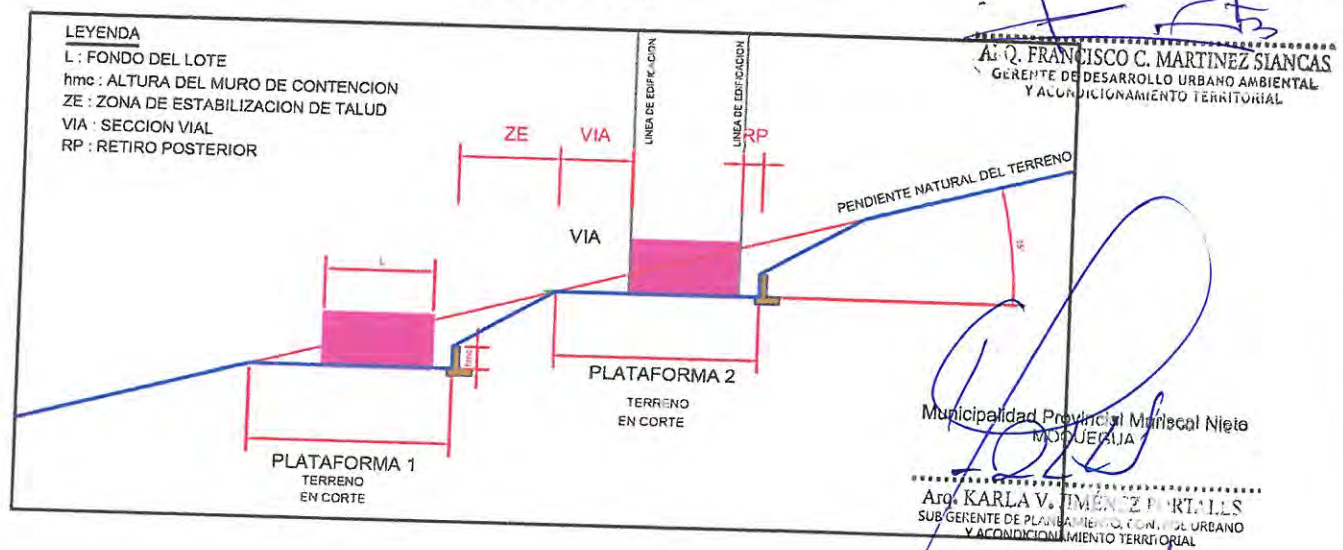 LEYENDA
L : FONDO DEL LOTE
hmc : ALTURA DEL MURO DE CONTENCION
ZE : ZONA DE ESTABILIZACION DE TALUD
VIA : SECCION VIAL
RP : RETIRO POSTERIOR
ZE
VIA
LINEA DE EDIFICACION
LINEA DE EDIFICACION
RP
PENDIENTE NATURAL DEL TERRENO
VIA
L
hmc
PLATAFORMA 2
TERRENO
EN CORTE
PLATAFORMA 1
TERRENO
EN CORTE
FRANCISCO C. MARTINEZ SIANCAS
GERENTE DE DESARROLLO URBANO AMBIENTAL
Y ACONDICIONAMIENTO TERRITORIAL
Municipalidad Provincial Mariscal Nieto
MOQUEGUA
Arq. KARLA V. JIMÉNEZ
SUB GERENTE DE PLANEAMIENTO, CONTROL URBANO
Y ACONDICIONAMIENTO TERRITORIAL